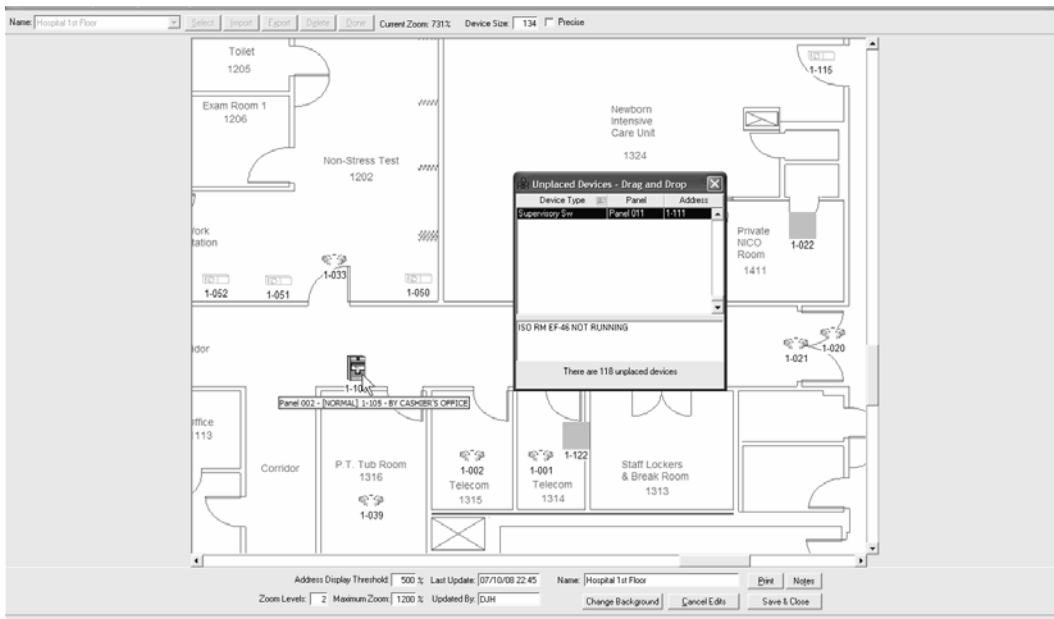 Name: Hospital 1st Floor Select Import Export Delete Done Current Zoom: 731% Device Size: 134 Precise
Toilet
1205
Exam Room 1
1206
Non-Stress Test
1202
Newborn
Intensive
Care Unit
1324
1-115
Unplaced Devices - Drag and Drop
Device Type Panel Address
Supervisory Sw Panel 011 1-111
ISO RM EF-46 NOT RUNNING
There are 118 unplaced devices
Private
NICO
Room
1411
1-022
ork
tation
1-052
1-051
1-033
1-050
1-020
1-021
idor
1-10
Panel 002 - [NORMAL] 1-105 - BY CASHIER'S OFFICE
ffice
113
Corridor
P.T. Tub Room
1316
1-039
1-002
Telecom
1315
1-001
Telecom
1314
1-122
Staff Lockers
& Break Room
1313
Address Display Threshold: 500 % Last Update: 07/10/08 22:45 Name: Hospital 1st Floor Print Notes
Zoom Levels: 2 Maximum Zoom: 1200 % Updated By: DJH Change Background Cancel Edits Save & Close